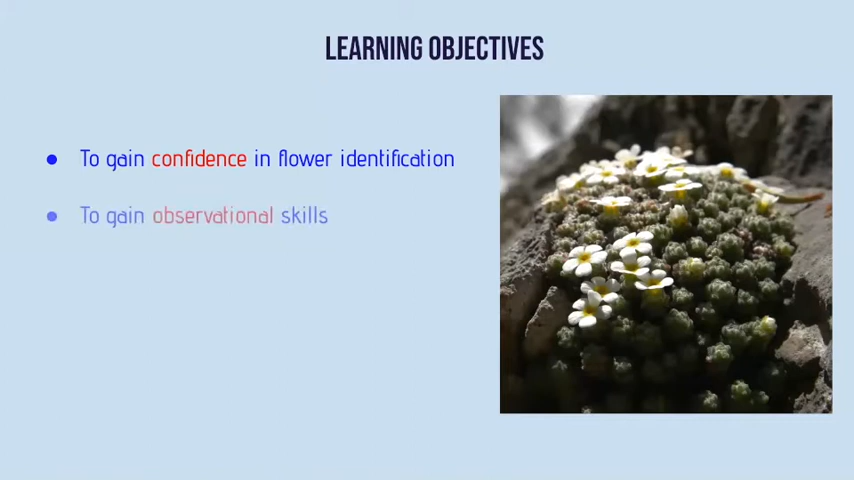 LEARNING OBJECTIVES
● To gain confidence in flower identification
● To gain observational skills